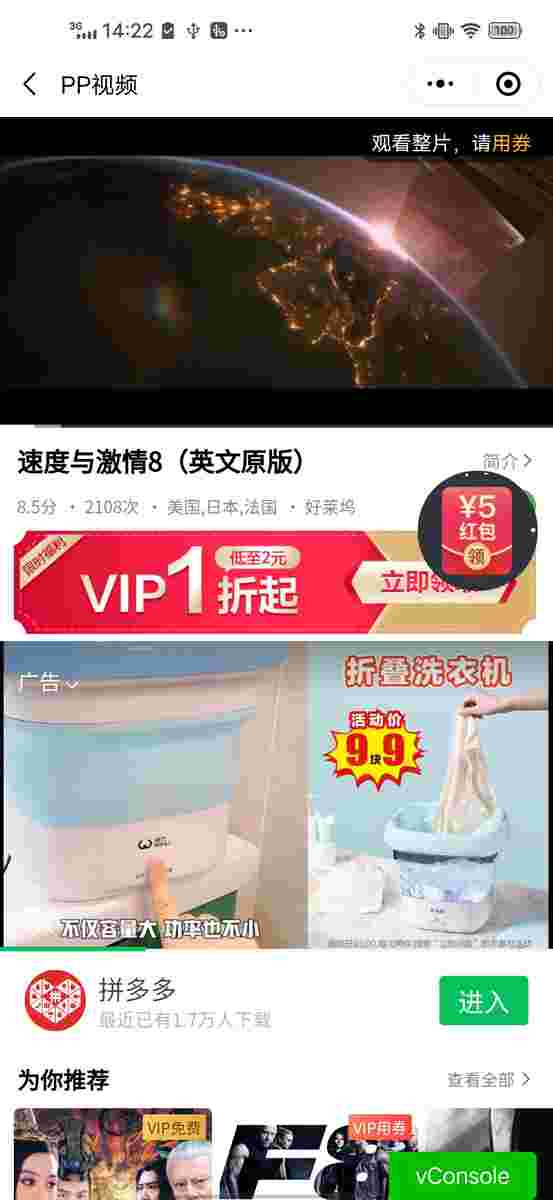 3G 14:22 100
PP视频
观看整片，请用券
速度与激情8（英文原版）
简介
8.5分 · 2108次 · 美国,日本,法国 · 好莱坞
¥5
红包
领
限时福利
VIP1折起
低至2元
立即领
广告
折叠洗衣机
活动价
9块9
不仅容量大 功率也不小
拼多多
最近已有1.7万人下载
进入
为你推荐
查看全部
VIP免费
VIP用券
F8
vConsole